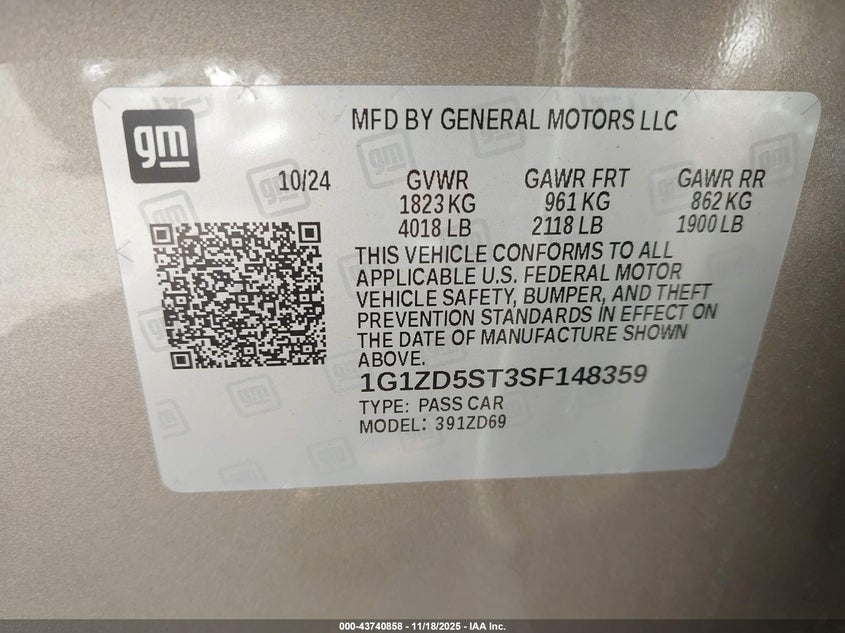 gm
MFD BY GENERAL MOTORS LLC
10/24
GVWR GAWR FRT GAWR RR
1823 KG 961 KG 862 KG
4018 LB 2118 LB 1900 LB
THIS VEHICLE CONFORMS TO ALL
APPLICABLE U.S. FEDERAL MOTOR
VEHICLE SAFETY, BUMPER, AND THEFT
PREVENTION STANDARDS IN EFFECT ON
THE DATE OF MANUFACTURE SHOWN
ABOVE.
1G1ZD5ST3SF148359
TYPE: PASS CAR
MODEL: 391ZD69
000-43740858 - 11/18/2025 - IAA Inc.